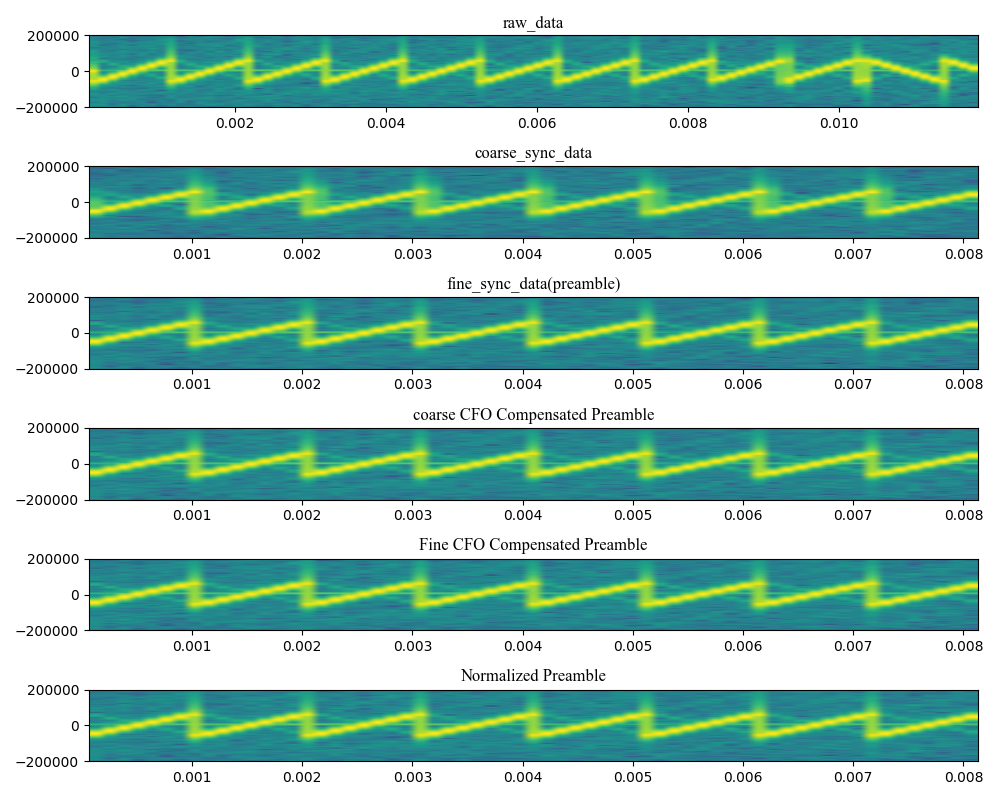 raw_data
200000
0
−200000
0.002 0.004 0.006 0.008 0.010
coarse_sync_data
200000
0
−200000
0.001 0.002 0.003 0.004 0.005 0.006 0.007 0.008
fine_sync_data(preamble)
200000
0
−200000
0.001 0.002 0.003 0.004 0.005 0.006 0.007 0.008
coarse CFO Compensated Preamble
200000
0
−200000
0.001 0.002 0.003 0.004 0.005 0.006 0.007 0.008
Fine CFO Compensated Preamble
200000
0
−200000
0.001 0.002 0.003 0.004 0.005 0.006 0.007 0.008
Normalized Preamble
200000
0
−200000
0.001 0.002 0.003 0.004 0.005 0.006 0.007 0.008